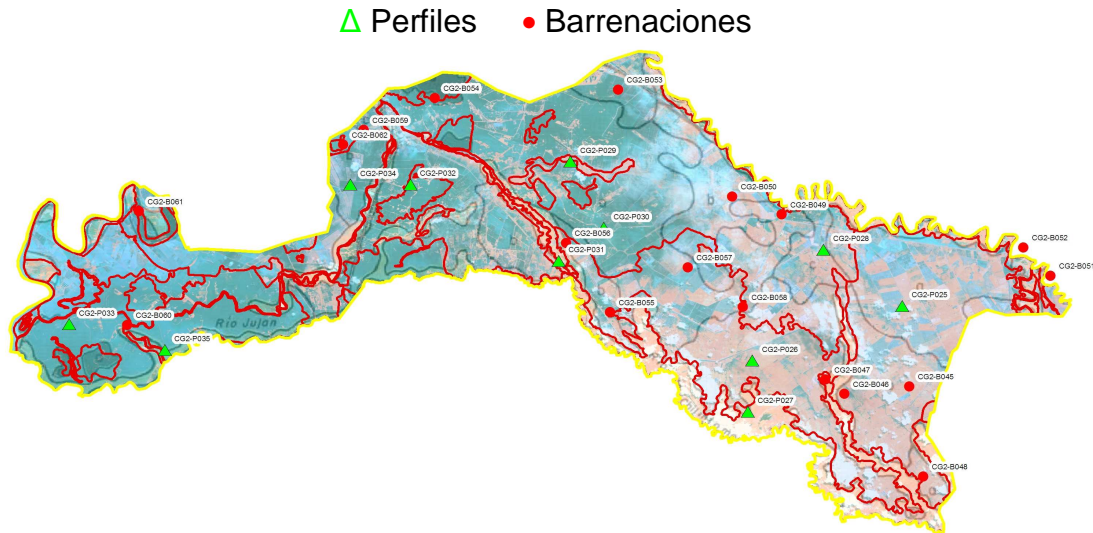 Δ Perfiles ● Barrenaciones
CG2-B053
CG2-B054
CG2-B059
CG2-B062
CG2-P029
CG2-P034
CG2-P032
CG2-B050
CG2-B061
CG2-B049
CG2-P030
CG2-B056
CG2-P028
CG2-B052
CG2-P031
CG2-B057
CG2-B051
CG2-B058
CG2-P025
CG2-B055
CG2-P033
CG2-B060
Rio Jujan
CG2-P035
CG2-P026
CG2-B047
CG2-B045
CG2-B046
CG2-P027
CG2-B048